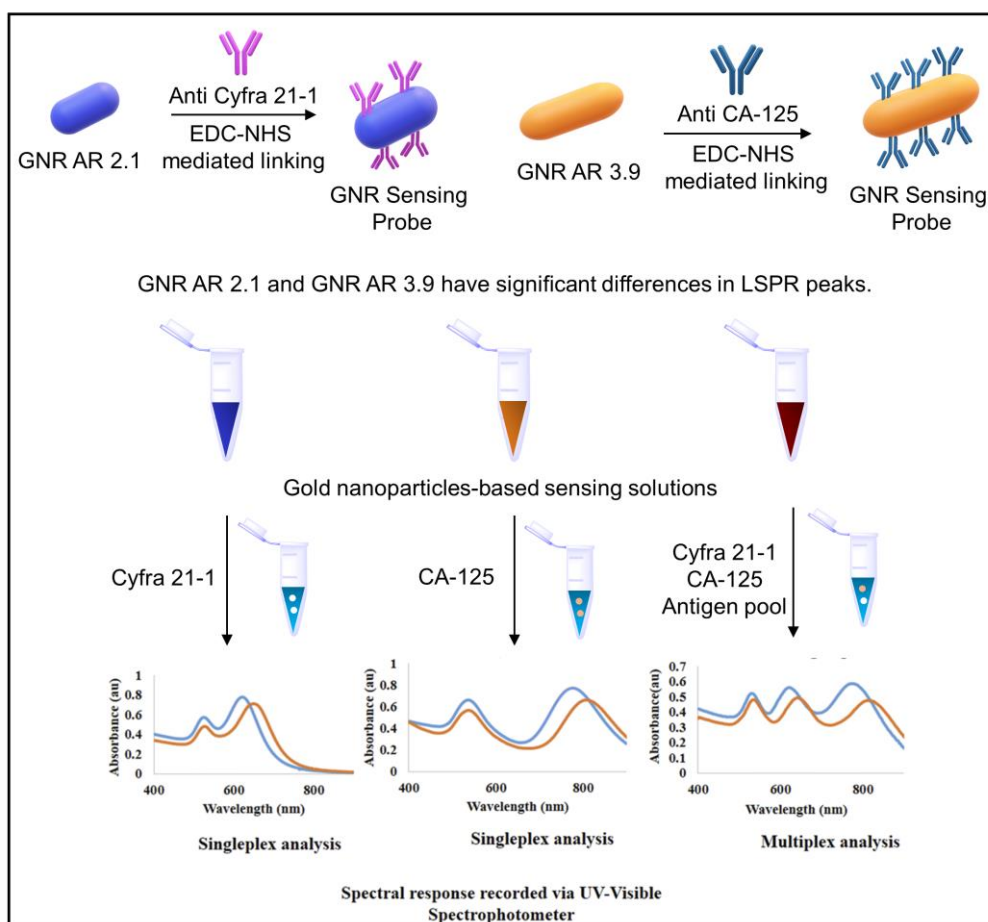 Anti Cyfra 21-1
EDC-NHS
mediated linking
GNR AR 2.1
GNR Sensing
Probe
Anti CA-125
EDC-NHS
mediated linking
GNR AR 3.9
GNR Sensing
Probe
GNR AR 2.1 and GNR AR 3.9 have significant differences in LSPR peaks.
Gold nanoparticles-based sensing solutions
Cyfra 21-1
CA-125
Cyfra 21-1
CA-125
Antigen pool
Absorbance (au)
1
0.8
0.6
0.4
0.2
0
400
600
800
Wavelength (nm)
Singleplex analysis
Absorbance (au)
1
0.8
0.6
0.4
0.2
0
400
600
800
Wavelength (nm)
Singleplex analysis
Absorbance(au)
0.7
0.6
0.5
0.4
0.3
0.2
0.1
0
400
600
800
Wavelength (nm)
Multiplex analysis
Spectral response recorded via UV-Visible
Spectrophotometer